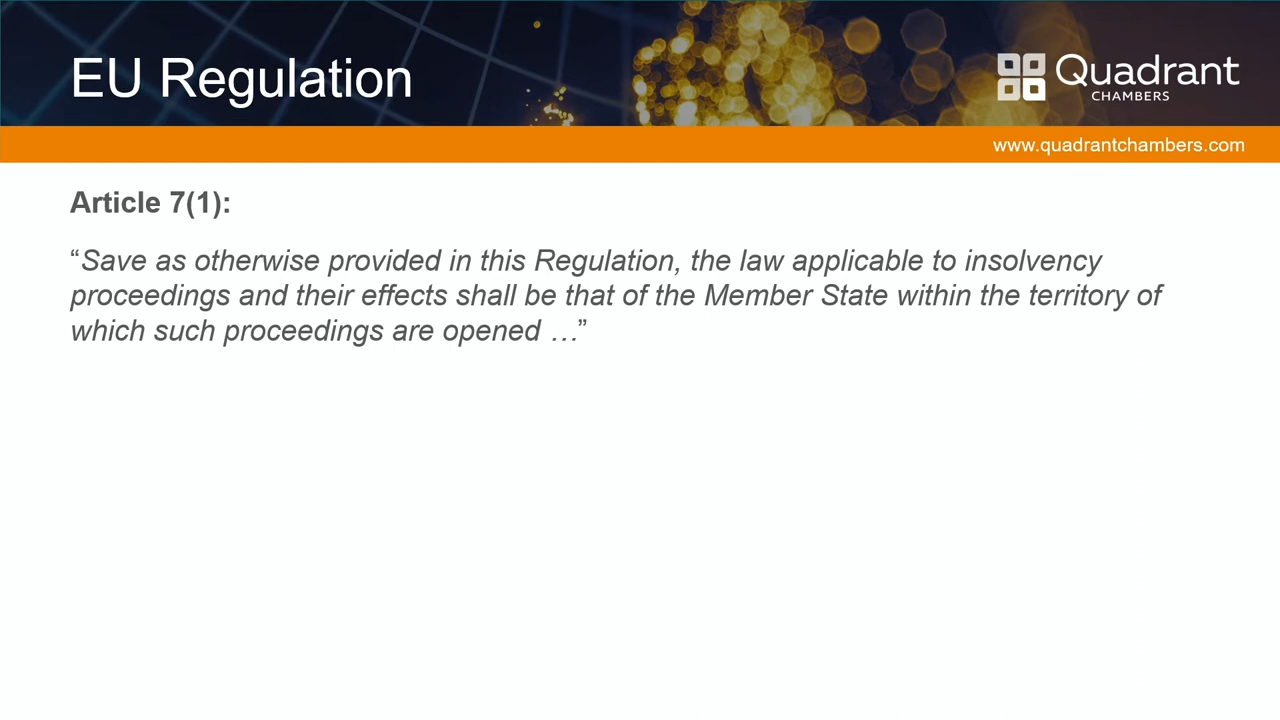 EU Regulation
Quadrant
CHAMBERS
www.quadrantchambers.com
Article 7(1):
“Save as otherwise provided in this Regulation, the law applicable to insolvency
proceedings and their effects shall be that of the Member State within the territory of
which such proceedings are opened …”